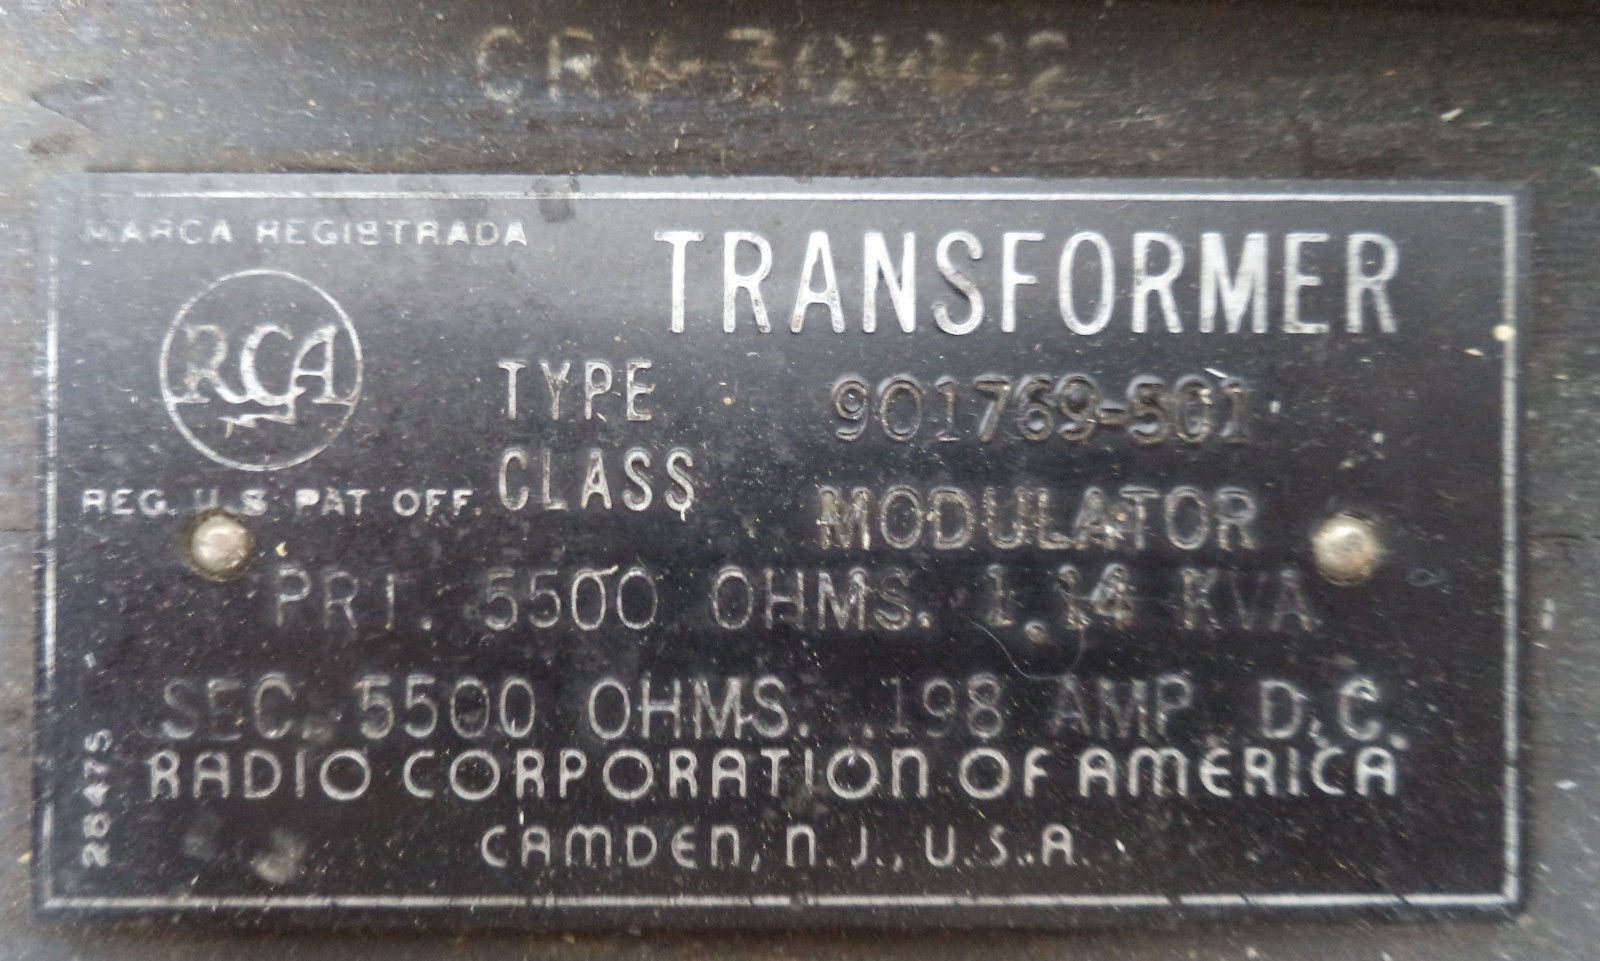 MARCA REGISTRADA
TRANSFORMER
RCA
TYPE 901769-501
CLASS MODULATOR
REG. U.S. PAT OFF.
PRI. 5500 OHMS. 1.14 KVA
SEC. 5500 OHMS. .198 AMP. D.C.
RADIO CORPORATION OF AMERICA
CAMDEN, N.J., U.S.A.
28475